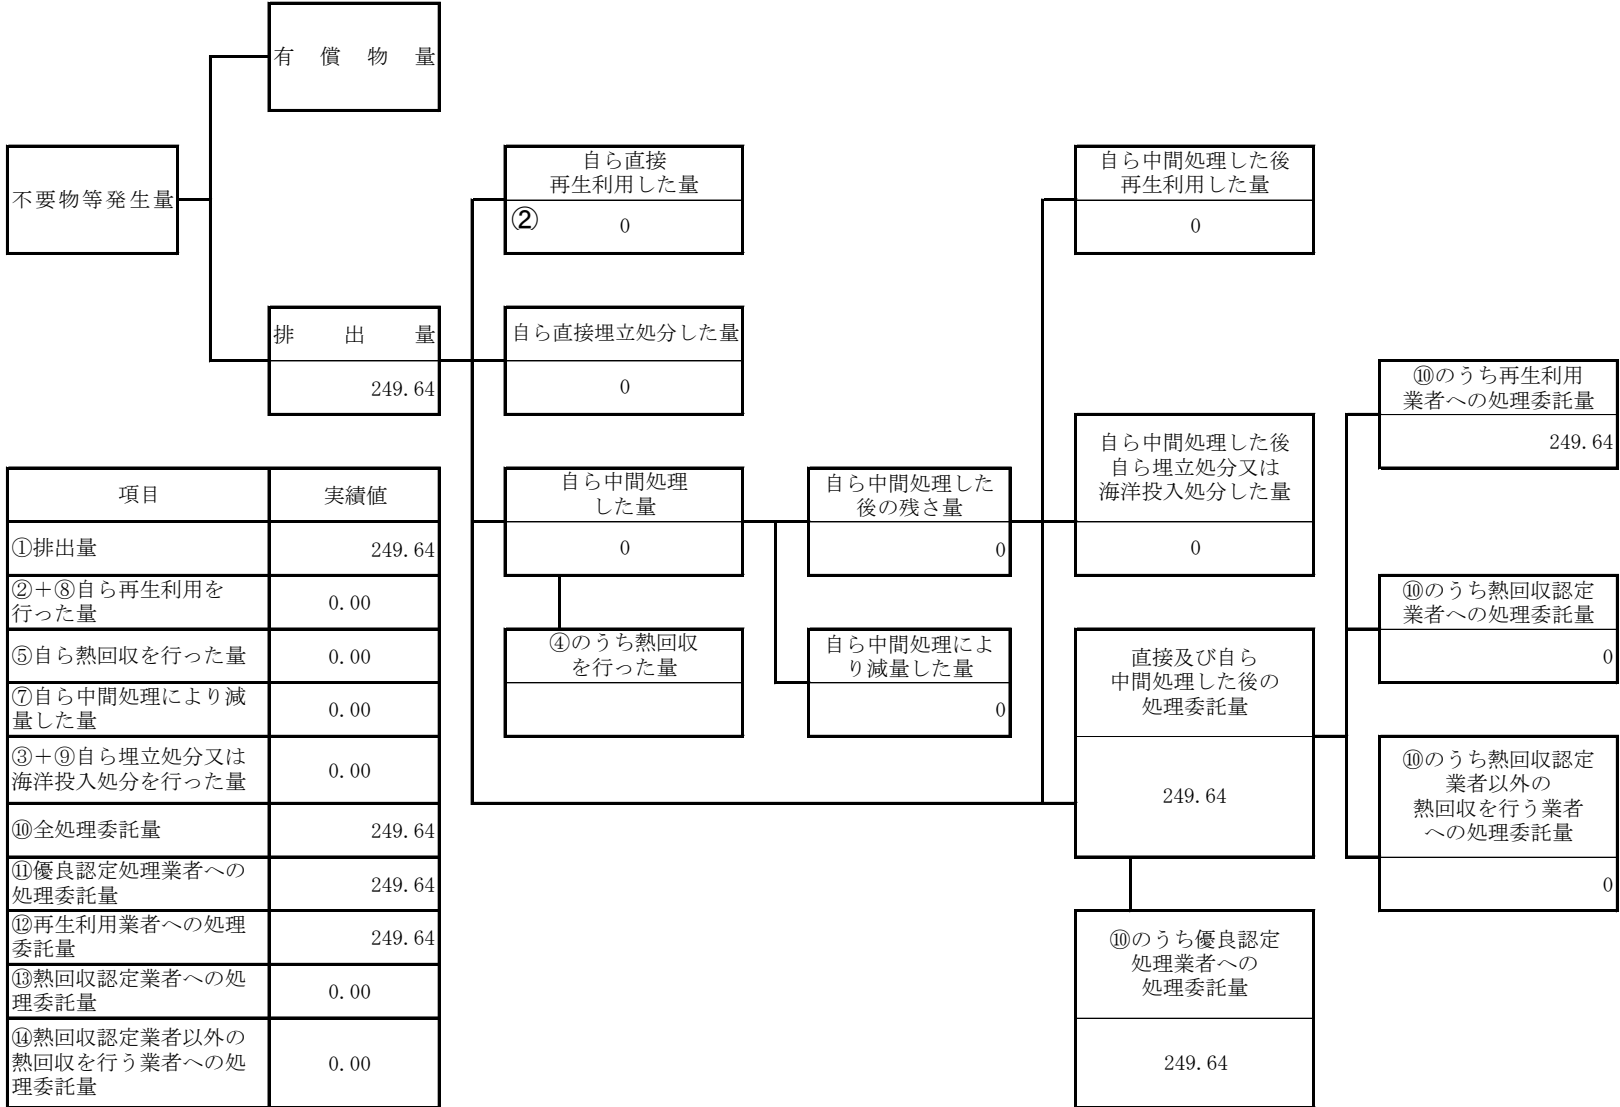 有償物量
不要物等発生量
排出量
249.64
自ら直接
再生利用した量
②
0
自ら直接埋立処分した量
0
自ら中間処理
した量
0
④のうち熱回収
を行った量
自ら中間処理した
後の残さ量
0
自ら中間処理によ
り減量した量
0
自ら中間処理した後
再生利用した量
0
自ら中間処理した後
自ら埋立処分又は
海洋投入処分した量
0
直接及び自ら
中間処理した後の
処理委託量
249.64
⑩のうち優良認定
処理業者への
処理委託量
249.64
⑩のうち再生利用
業者への処理委託量
249.64
⑩のうち熱回収認定
業者への処理委託量
0
⑩のうち熱回収認定
業者以外の
熱回収を行う業者
への処理委託量
0
項目 実績値
①排出量 249.64
②+⑧自ら再生利用を
行った量 0.00
⑤自ら熱回収を行った量 0.00
⑦自ら中間処理により減
量した量 0.00
③+⑨自ら埋立処分又は
海洋投入処分を行った量 0.00
⑩全処理委託量 249.64
⑪優良認定処理業者への
処理委託量 249.64
⑫再生利用業者への処理
委託量 249.64
⑬熱回収認定業者への処
理委託量 0.00
⑭熱回収認定業者以外の
熱回収を行う業者への処
理委託量 0.00